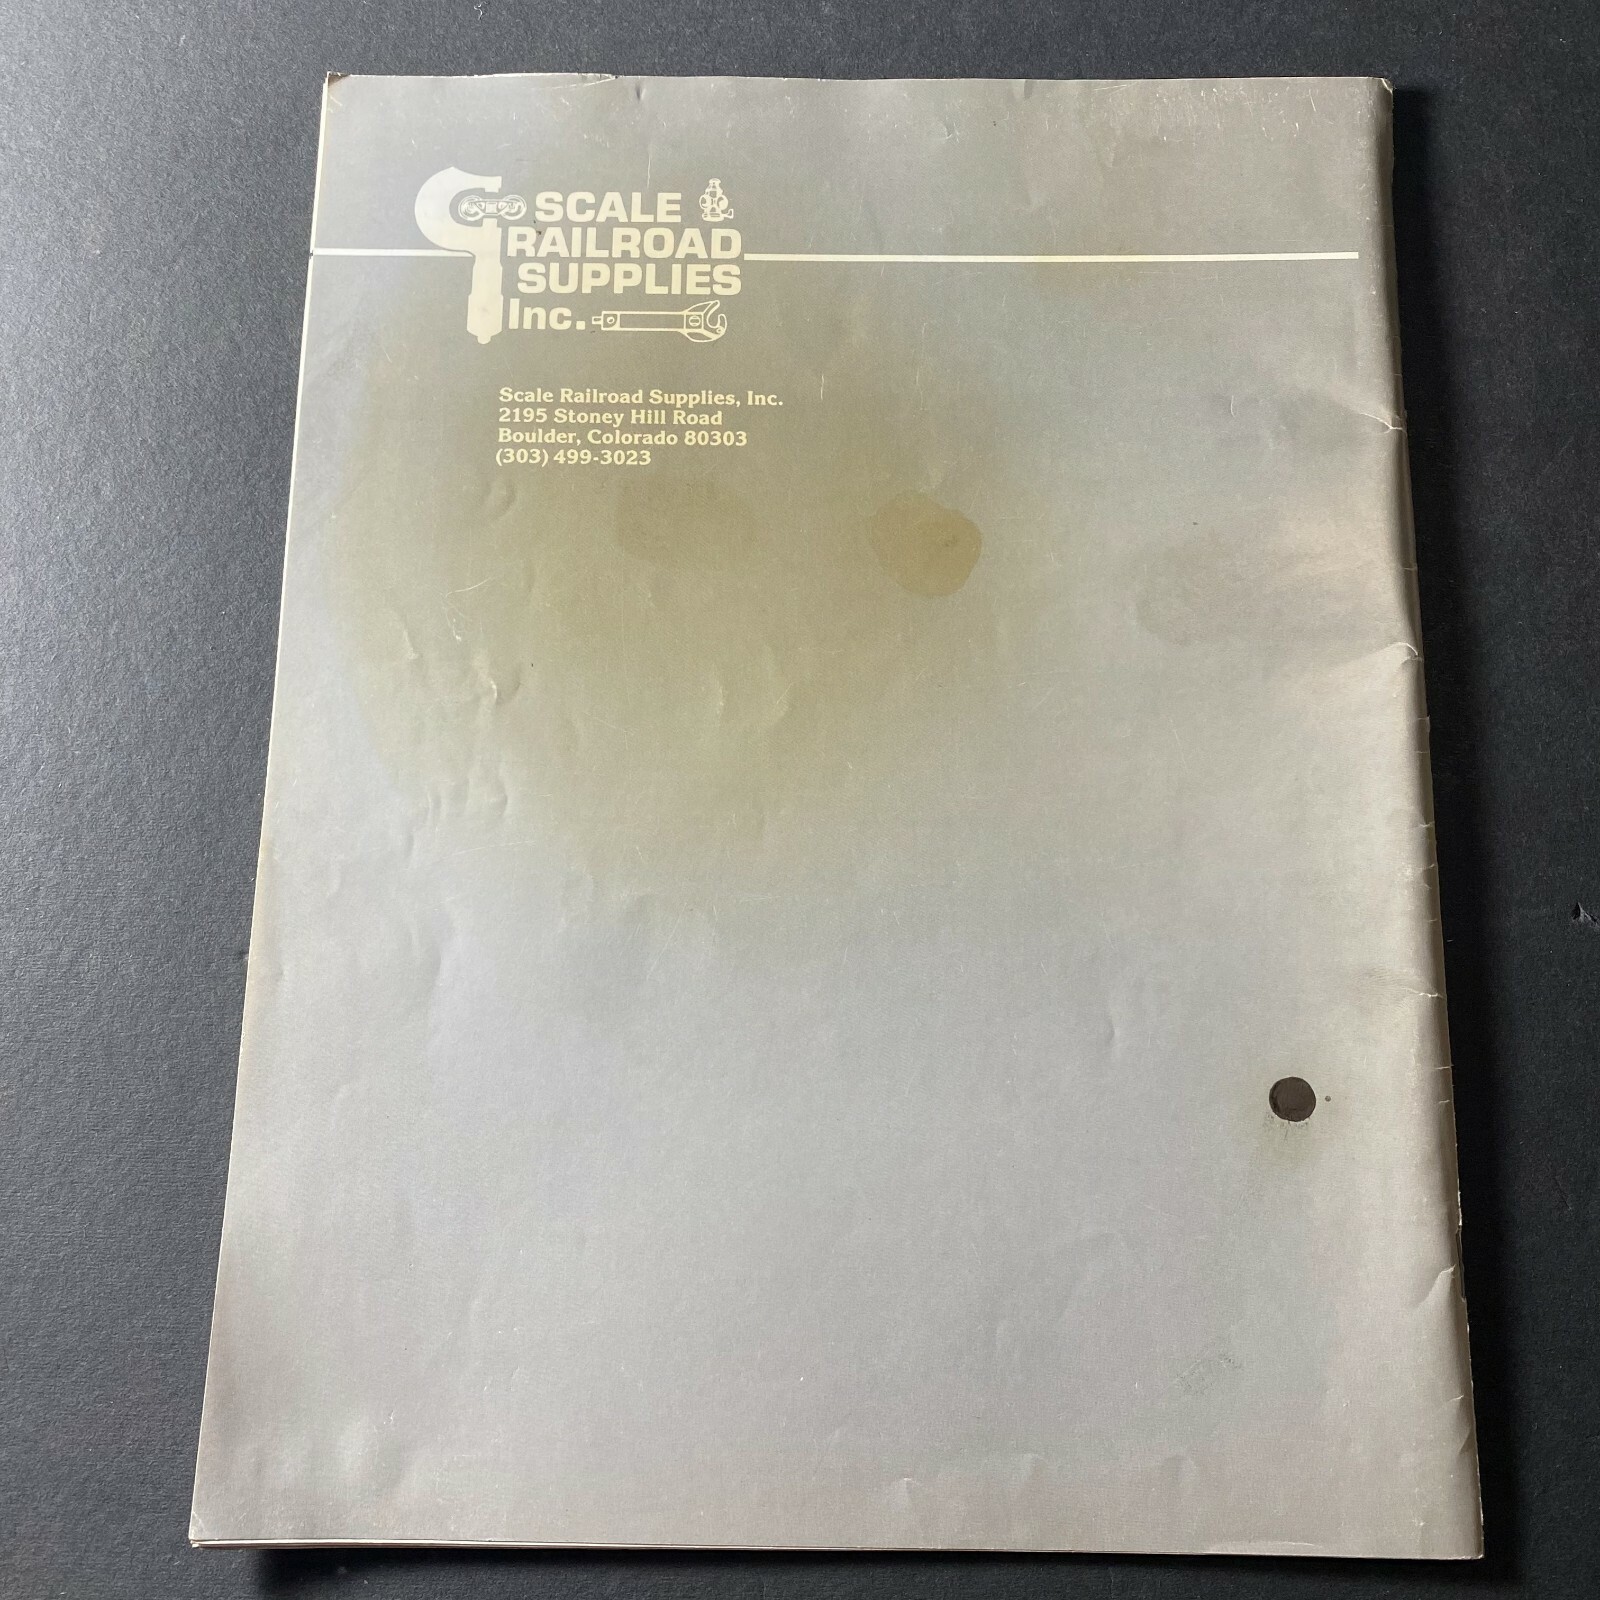 SCALE
RAILROAD
SUPPLIES
Inc.
Scale Railroad Supplies, Inc.
2195 Stoney Hill Road
Boulder, Colorado 80303
(303) 499-3023